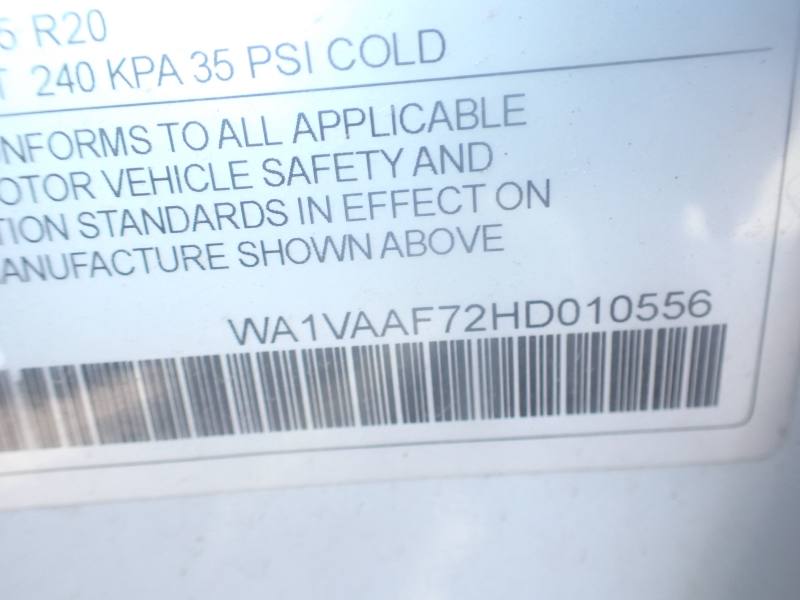 5 R20
T 240 KPA 35 PSI COLD
NFORMS TO ALL APPLICABLE
OTOR VEHICLE SAFETY AND
TION STANDARDS IN EFFECT ON
ANUFACTURE SHOWN ABOVE
WA1VAAF72HD010556